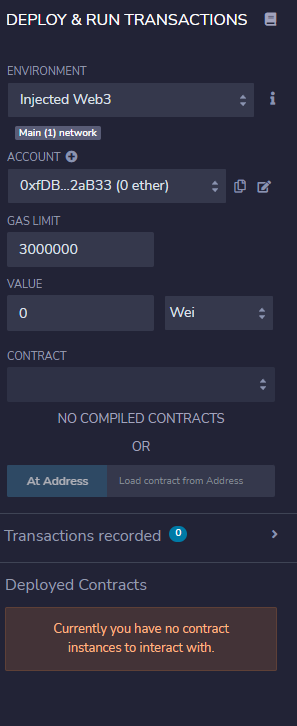 DEPLOY & RUN TRANSACTIONS
ENVIRONMENT
Injected Web3
Main (1) network
ACCOUNT
0xfDB...2aB33 (0 ether)
GAS LIMIT
3000000
VALUE
0
Wei
CONTRACT
NO COMPILED CONTRACTS
OR
At Address
Load contract from Address
Transactions recorded 0
Deployed Contracts
Currently you have no contract
instances to interact with.